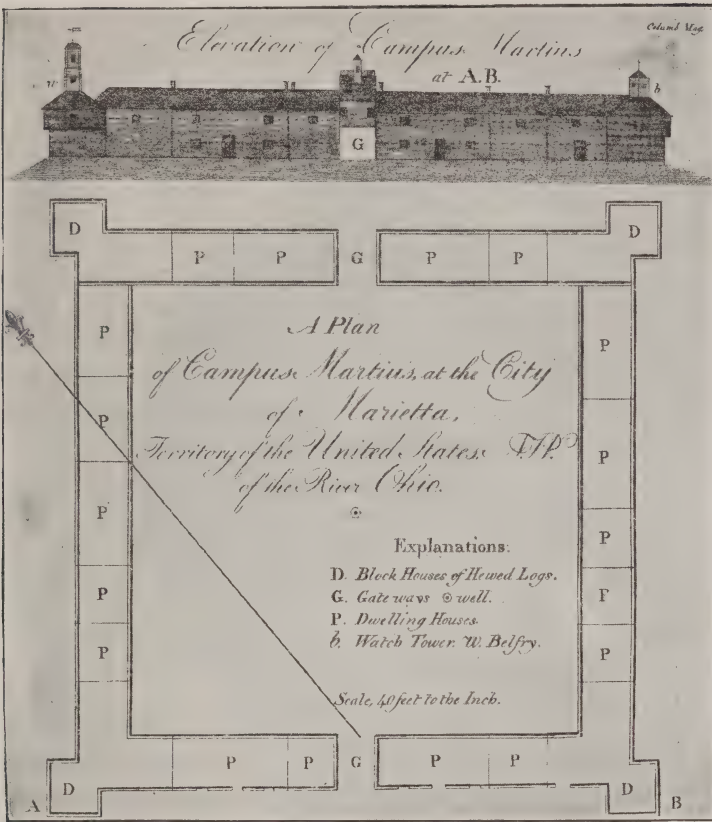 Elevation of Campus Martius
Columb Mag.
at A.B.
w
b
G
D
D
P P G P P
A Plan
of Campus Martius, at the City
of Marietta,
Territory of the United States N.W.
of the River Ohio.
Explanations.
D. Block Houses of Hewed Logs.
G. Gateways ⊙ well.
P. Dwelling Houses
b. Watch Tower. W. Belfry.
Scale, 40 feet to the Inch.
P
P
P
P
P
P
P
P
F
P
P P G P P
A D
D B